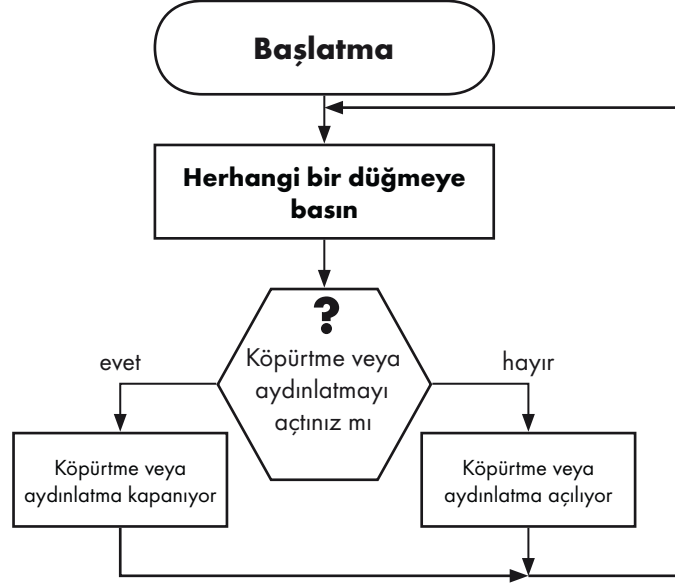 Başlatma
Herhangi bir düğmeye
basın
?
Köpürtme veya
aydınlatmayı
açtınız mı
evet
hayır
Köpürtme veya
aydınlatma kapanıyor
Köpürtme veya
aydınlatma açılıyor